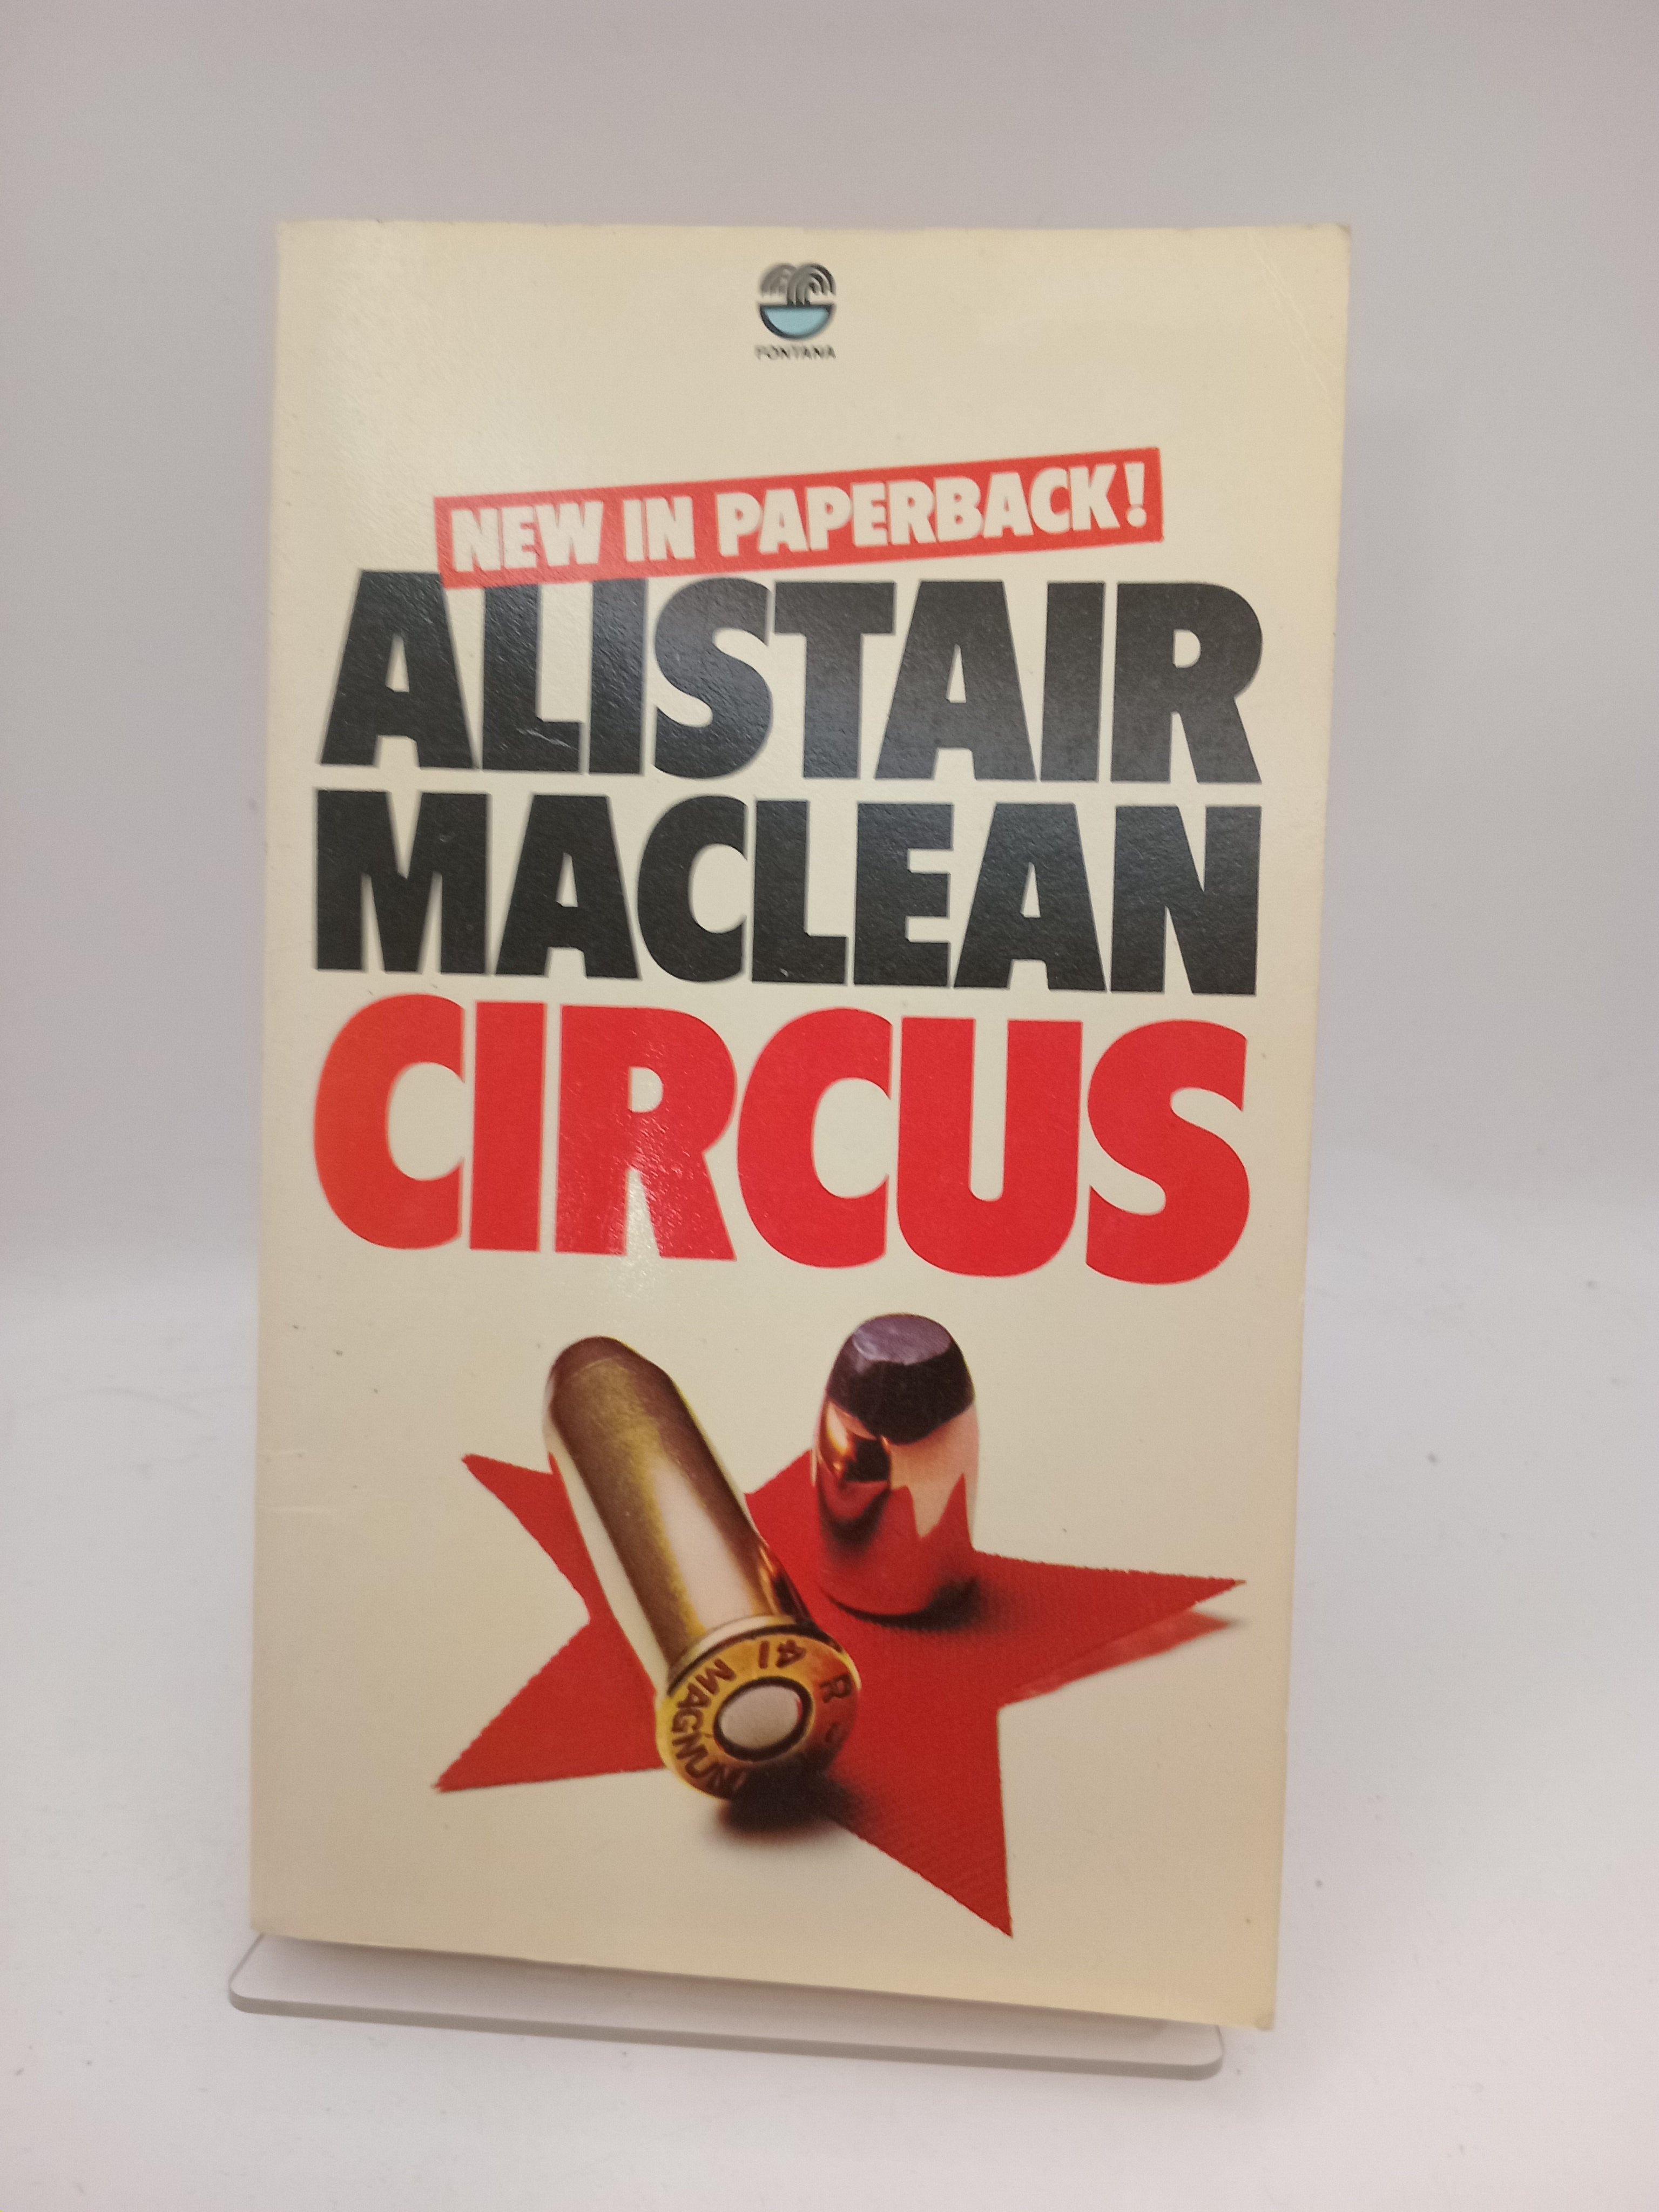 FONTANA
NEW IN PAPERBACK!
ALISTAIR
MACLEAN
CIRCUS
41 MAGNUM
R